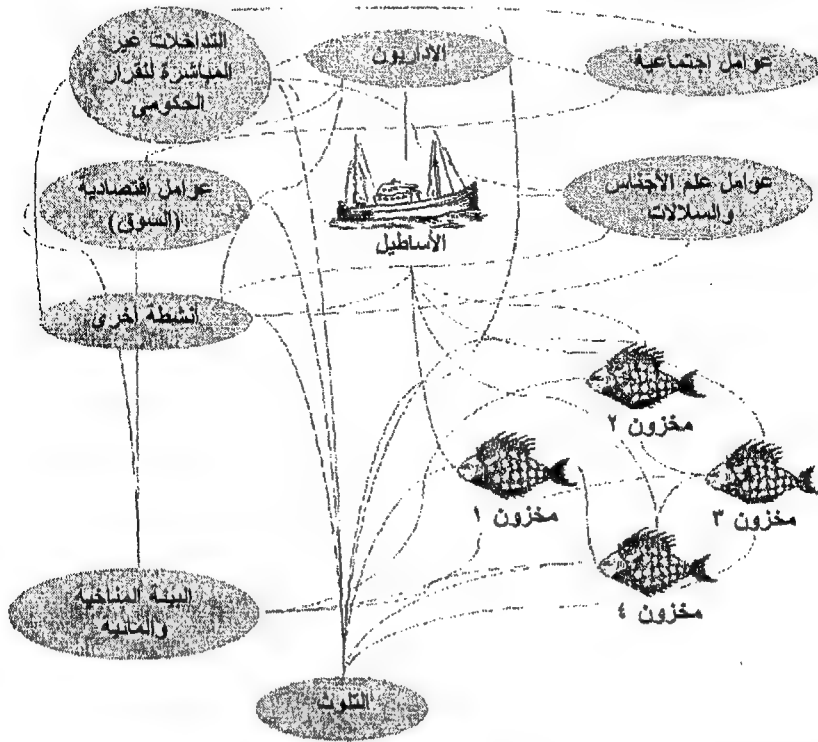 التداخلات غير
المباشرة للقرار
الحكومي
الاداريون
عوامل اجتماعية
عوامل اقتصادية
(السوق)
عوامل علم الأجناس
والسلالات
الأساطيل
أنشطة أخرى
مخزون ٢
مخزون ١
مخزون ٣
مخزون ٤
البيئة المناخية
والمائية
التلوث